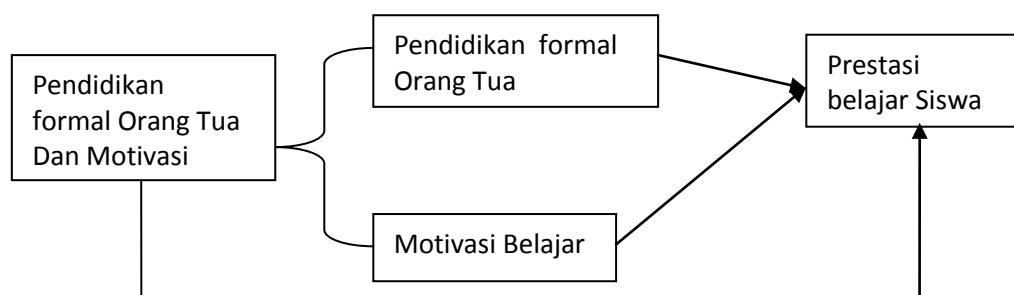 Pendidikan
formal Orang Tua
Dan Motivasi
Pendidikan formal
Orang Tua
Motivasi Belajar
Prestasi
belajar Siswa